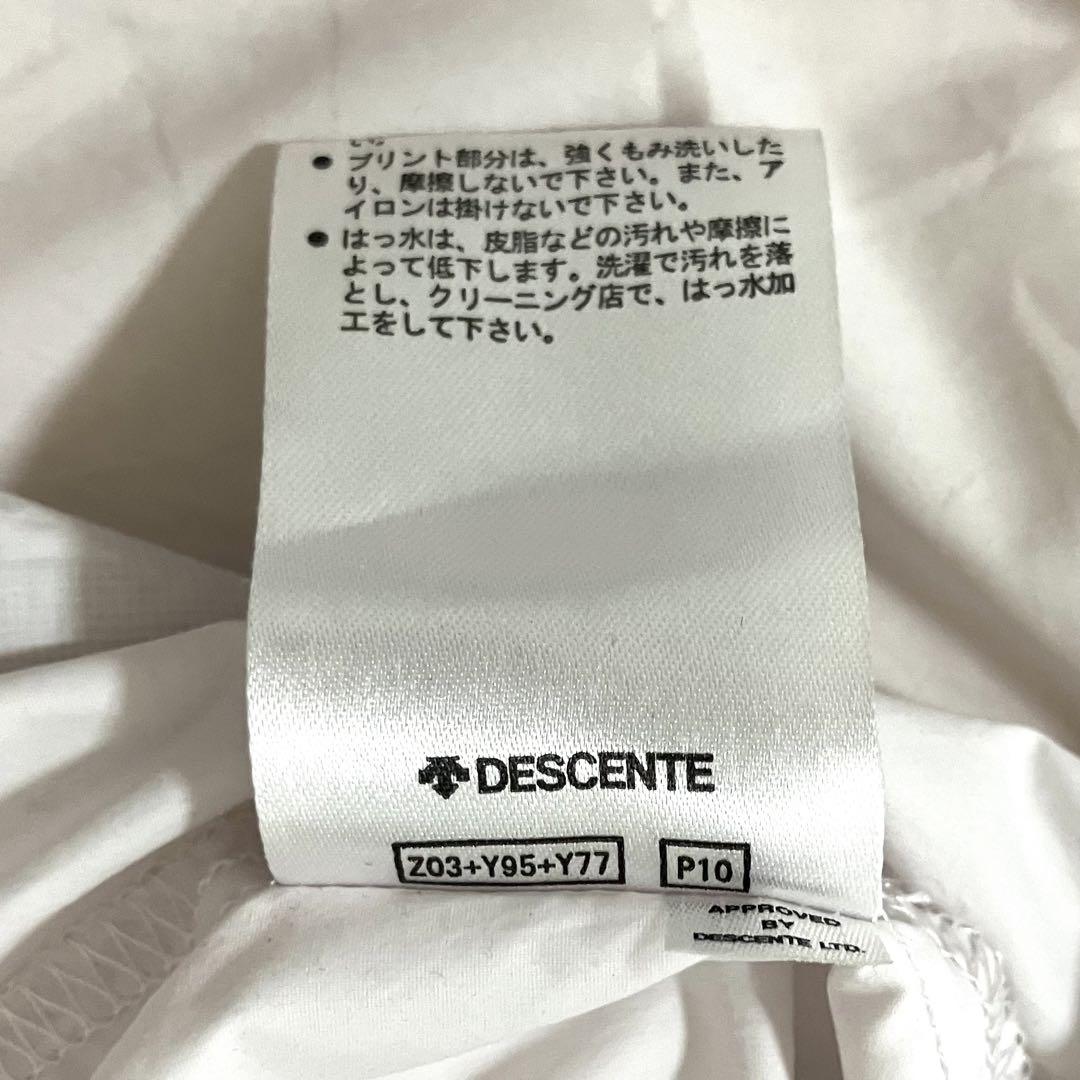 ● プリント部分は、強くもみ洗いした
り、摩擦しないで下さい。また、ア
イロンは掛けないで下さい。
● はっ水は、皮脂などの汚れや摩擦に
よって低下します。洗濯で汚れを落
とし、クリーニング店で、はっ水加
工をして下さい。
DESCENTE
Z03+Y95+Y77 P10
APPROVED
BY
DESCENTE LTD.